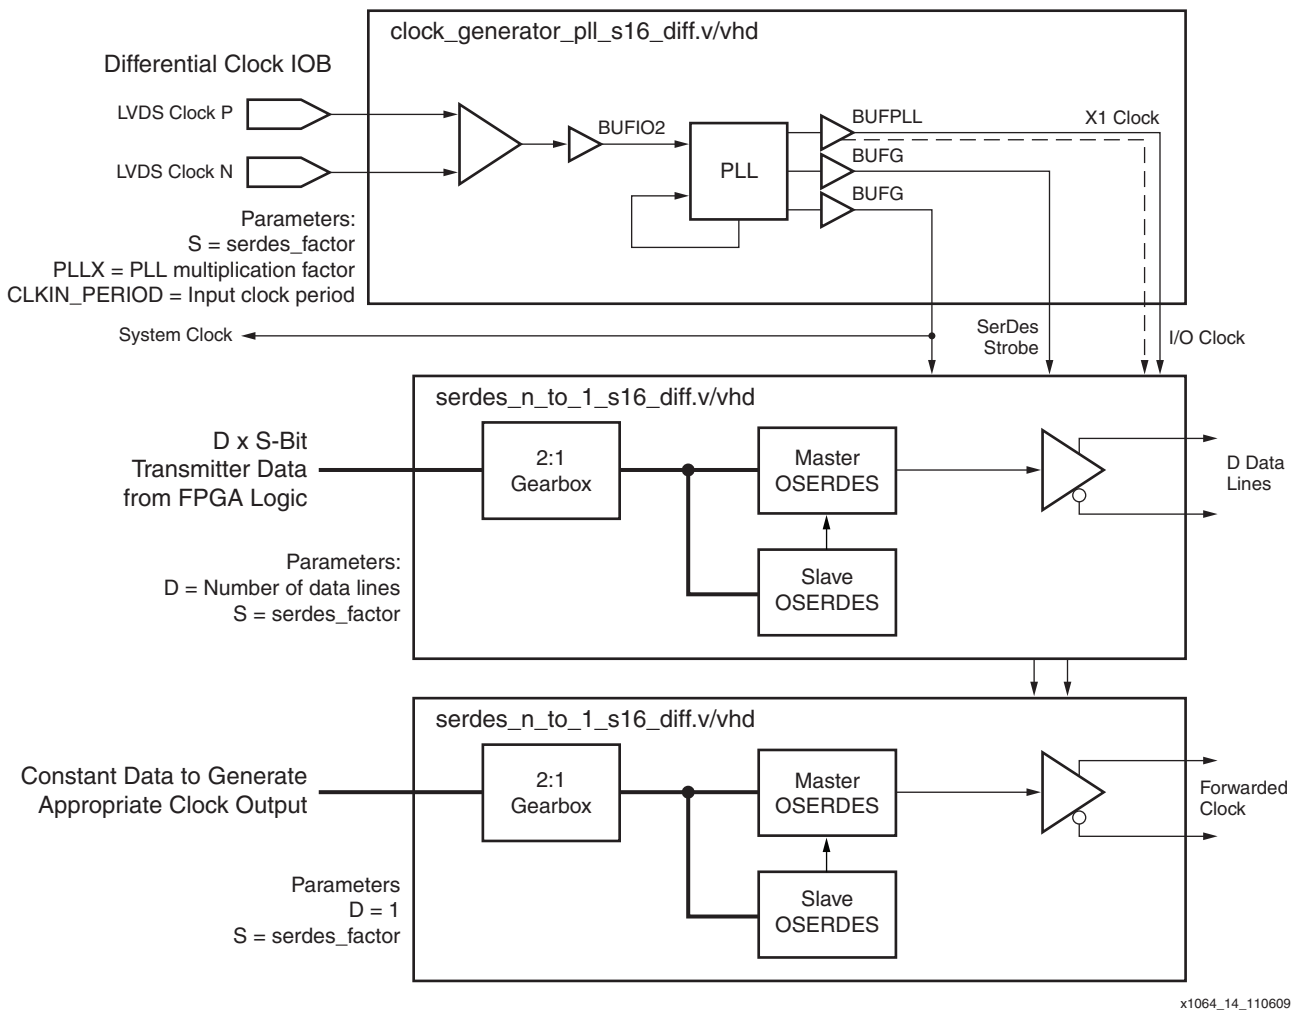 clock_generator_pll_s16_diff.v/vhd
Differential Clock IOB
LVDS Clock P
LVDS Clock N
BUFIO2
PLL
BUFPLL
X1 Clock
BUFG
BUFG
Parameters:
S = serdes_factor
PLLX = PLL multiplication factor
CLKIN_PERIOD = Input clock period
System Clock
SerDes
Strobe
I/O Clock
serdes_n_to_1_s16_diff.v/vhd
D x S-Bit
Transmitter Data
from FPGA Logic
2:1
Gearbox
Master
OSERDES
Slave
OSERDES
D Data
Lines
Parameters:
D = Number of data lines
S = serdes_factor
serdes_n_to_1_s16_diff.v/vhd
Constant Data to Generate
Appropriate Clock Output
2:1
Gearbox
Master
OSERDES
Slave
OSERDES
Forwarded
Clock
Parameters
D = 1
S = serdes_factor
x1064_14_110609